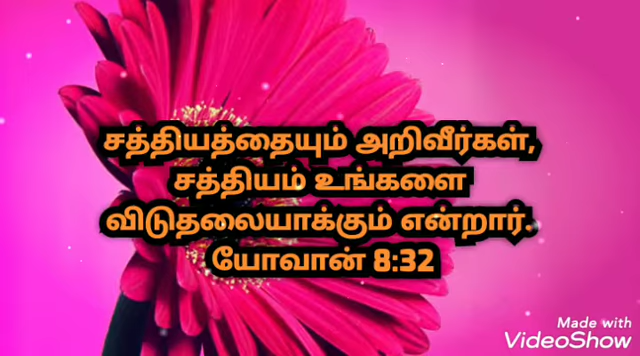 சத்தியத்தையும் அறிவீர்கள்,
சத்தியம் உங்களை
விடுதலையாக்கும் என்றார்.
யோவான் 8:32
Made with
VideoShow